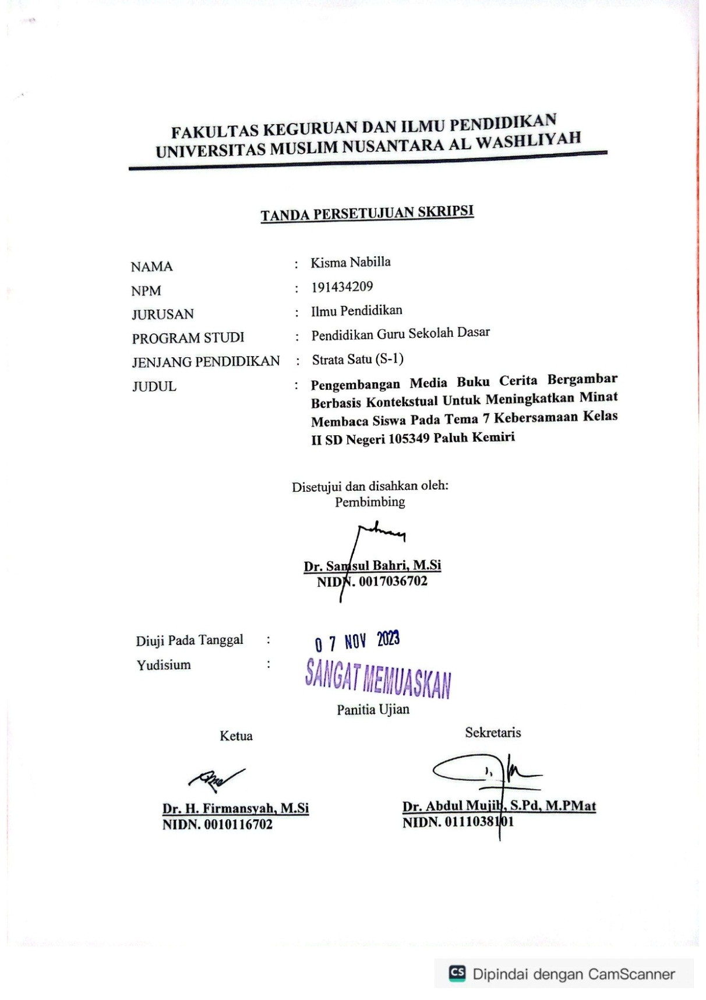 FAKULTAS KEGURUAN DAN ILMU PENDIDIKAN
UNIVERSITAS MUSLIM NUSANTARA AL WASHLIYAH
TANDA PERSETUJUAN SKRIPSI
NAMA : Kisma Nabilla
NPM : 191434209
JURUSAN : Ilmu Pendidikan
PROGRAM STUDI : Pendidikan Guru Sekolah Dasar
JENJANG PENDIDIKAN : Strata Satu (S-1)
JUDUL : Pengembangan Media Buku Cerita Bergambar
Berbasis Kontekstual Untuk Meningkatkan Minat
Membaca Siswa Pada Tema 7 Kebersamaan Kelas
II SD Negeri 105349 Paluh Kemiri
Disetujui dan disahkan oleh:
Pembimbing
Dr. Samsul Bahri, M.Si
NIDN. 0017036702
Diuji Pada Tanggal : 07 NOV 2023
Yudisium : SANGAT MEMUASKAN
Panitia Ujian
Ketua Sekretaris
Dr. H. Firmansyah, M.Si Dr. Abdul Mujib, S.Pd, M.PMat
NIDN. 0010116702 NIDN. 0111038101
CS Dipindai dengan CamScanner